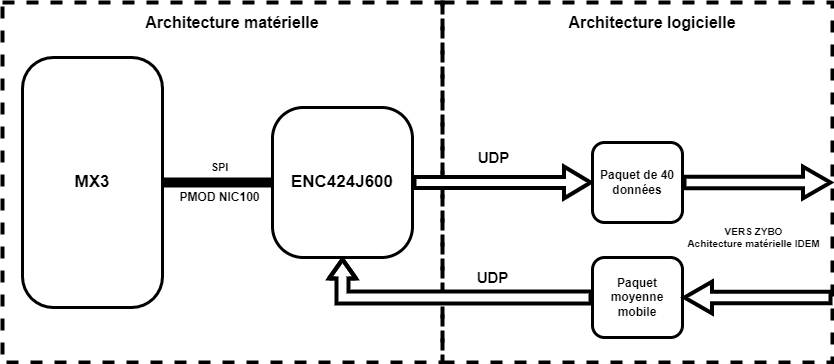 Architecture matérielle
Architecture logicielle
MX3
SPI
PMOD NIC100
ENC424J600
UDP
Paquet de 40
données
VERS ZYBO
Achitecture matérielle IDEM
UDP
Paquet
moyenne
mobile